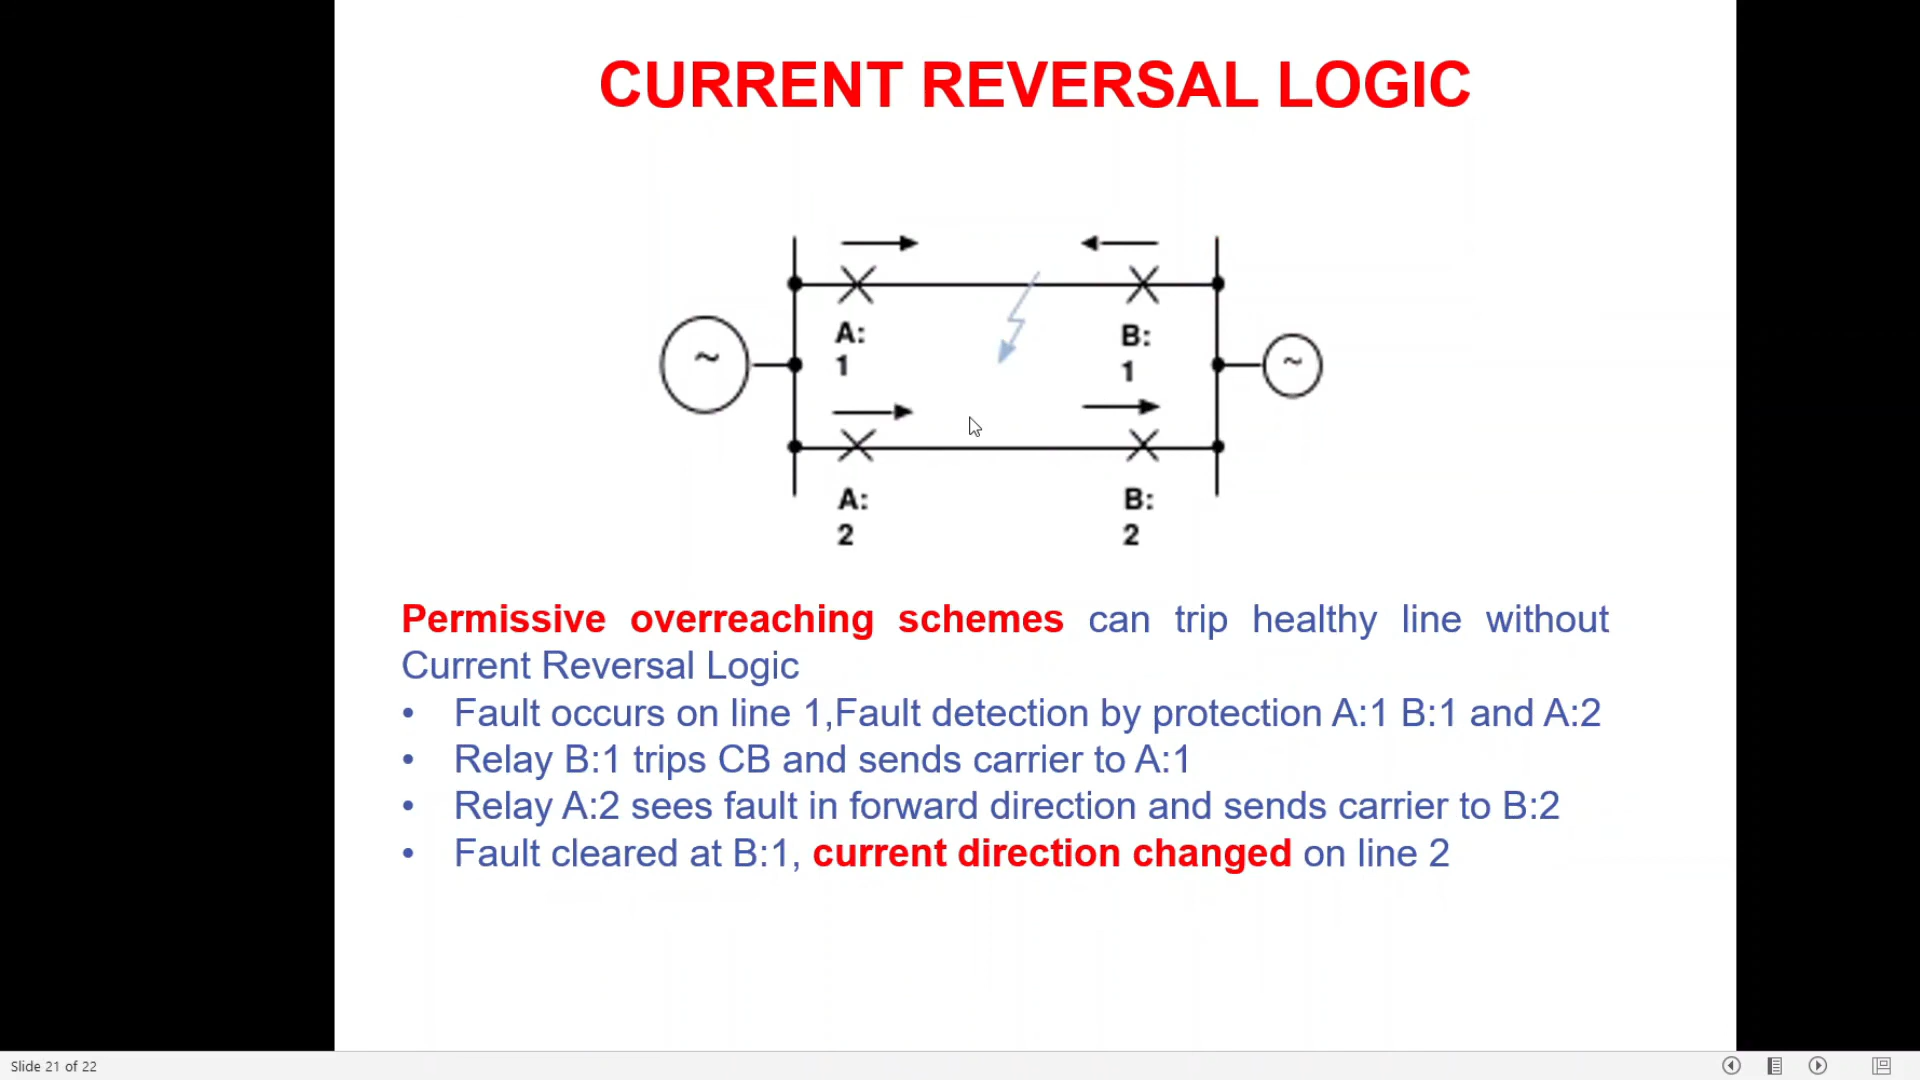 CURRENT REVERSAL LOGIC
~
~
A:
1
B:
1
A:
2
B:
2
Permissive overreaching schemes can trip healthy line without
Current Reversal Logic
• Fault occurs on line 1,Fault detection by protection A:1 B:1 and A:2
• Relay B:1 trips CB and sends carrier to A:1
• Relay A:2 sees fault in forward direction and sends carrier to B:2
• Fault cleared at B:1, current direction changed on line 2
Slide 21 of 22